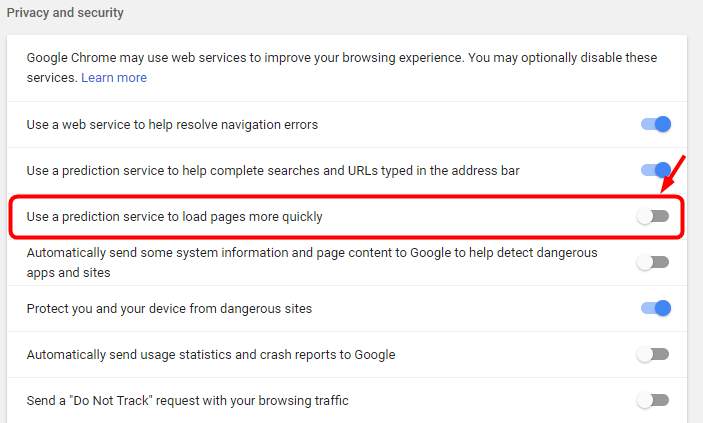 Privacy and security
Google Chrome may use web services to improve your browsing experience. You may optionally disable these
services. Learn more
Use a web service to help resolve navigation errors
Use a prediction service to help complete searches and URLs typed in the address bar
Use a prediction service to load pages more quickly
Automatically send some system information and page content to Google to help detect dangerous
apps and sites
Protect you and your device from dangerous sites
Automatically send usage statistics and crash reports to Google
Send a "Do Not Track" request with your browsing traffic